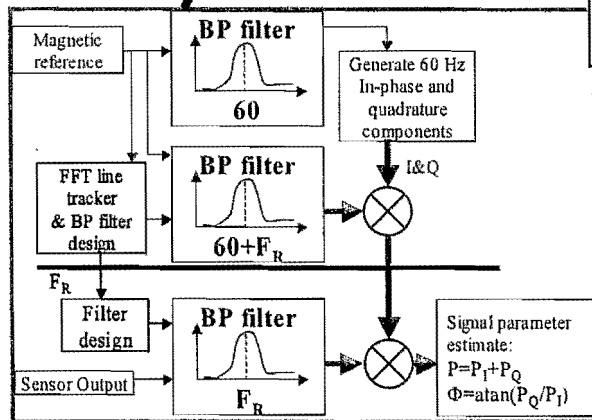 BP filter
60
Magnetic
reference
Generate 60 Hz
In-phase and
quadrature
components
I&Q
FFT line
tracker
& BP filter
design
BP filter
60+F_R
F_R
Filter
design
BP filter
F_R
Sensor Output
Signal parameter
estimate:
P=P_I+P_Q
Φ=atan(P_Q/P_I)